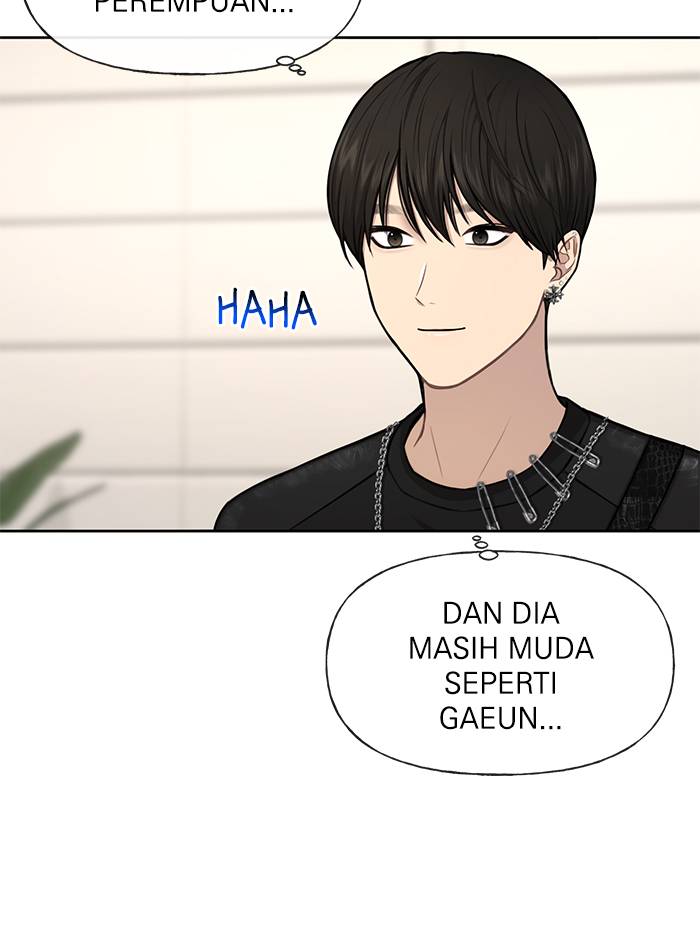 PEREMPUAN...
HAHA
DAN DIA
MASIH MUDA
SEPERTI
GAEUN...